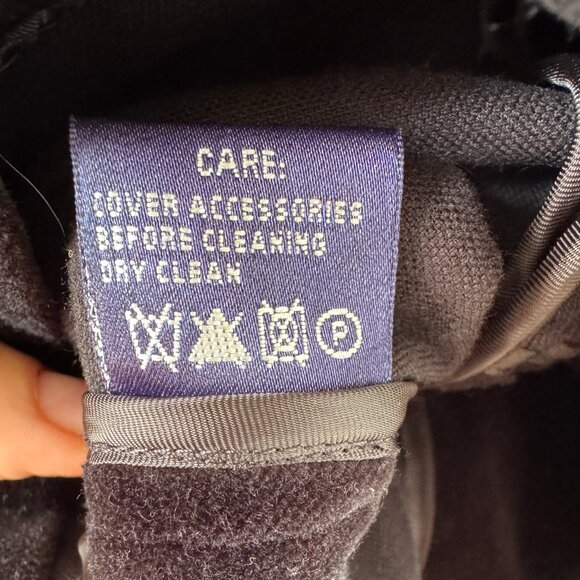 CARE:
COVER ACCESSORIES
BEFORE CLEANING
DRY CLEAN
P